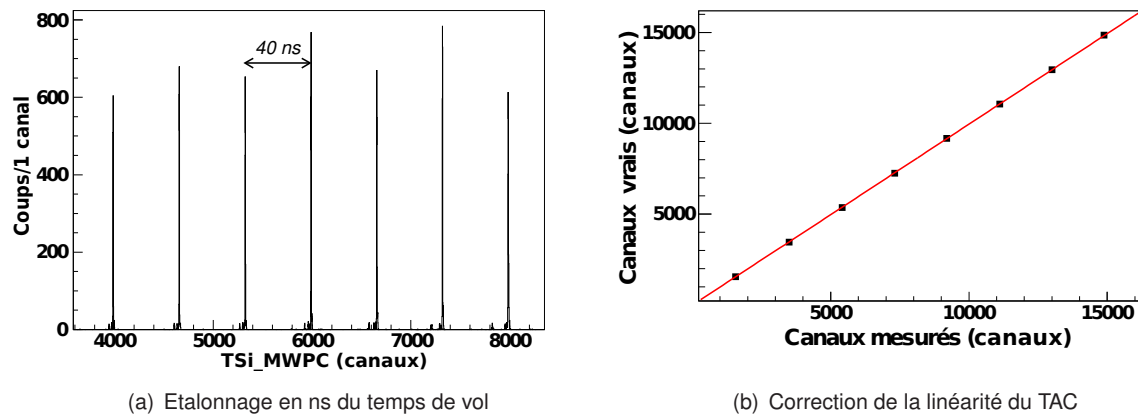 800
600
400
200
0
40 ns
Coups/1 canal
4000 5000 6000 7000 8000
TSi_MWPC (canaux)
(a) Etalonnage en ns du temps de vol
15000
10000
5000
Canaux vrais (canaux)
5000 10000 15000
Canaux mesurés (canaux)
(b) Correction de la linéarité du TAC